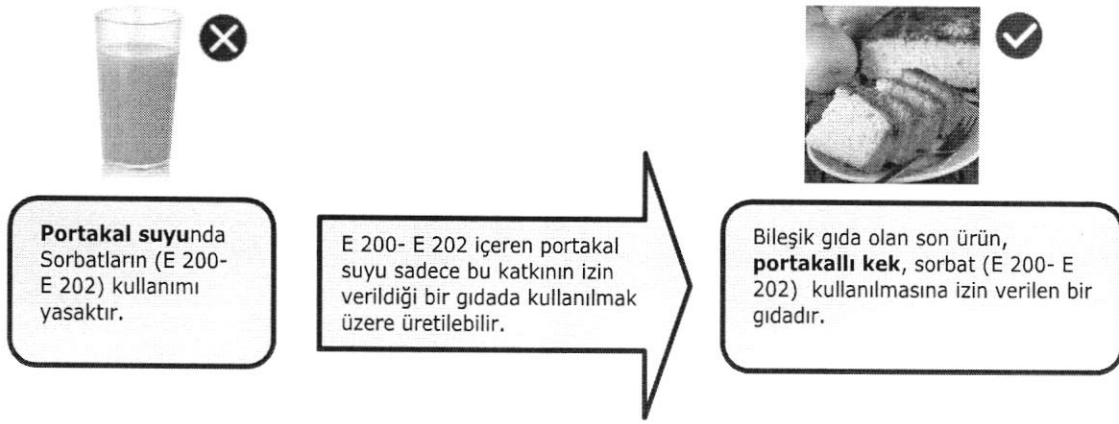 Portakal suyunda
Sorbatların (E 200-
E 202) kullanımı
yasaktır.
E 200- E 202 içeren portakal
suyu sadece bu katkının izin
verildiği bir gıdada kullanılmak
üzere üretilebilir.
Bileşik gıda olan son ürün,
portakallı kek, sorbat (E 200- E
202) kullanılmasına izin verilen bir
gıdadır.